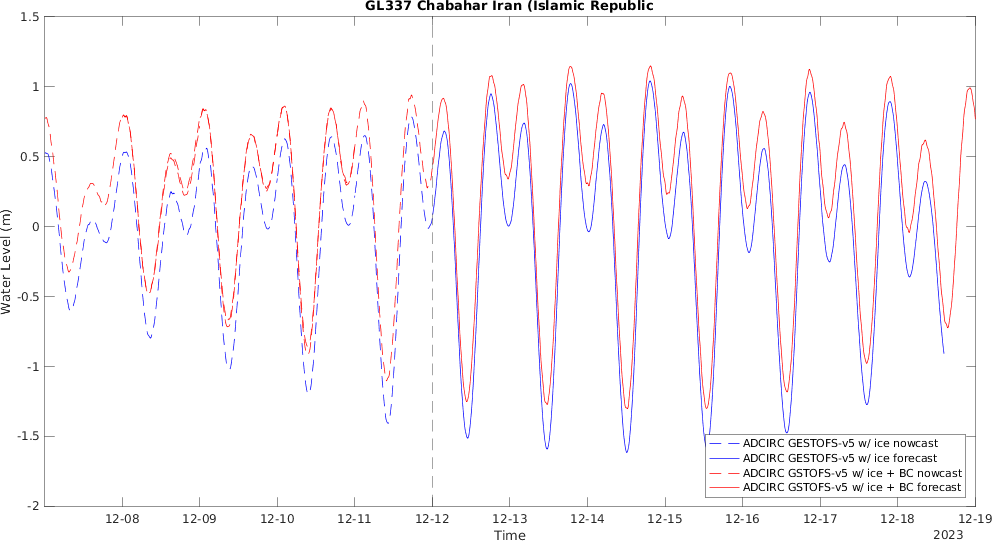 GL337 Chabahar Iran (Islamic Republic
1.5
1
0.5
0
-0.5
-1
-1.5
-2
Water Level (m)
ADCIRC GESTOFS-v5 w/ ice nowcast
ADCIRC GESTOFS-v5 w/ ice forecast
ADCIRC GSTOFS-v5 w/ ice + BC nowcast
ADCIRC GSTOFS-v5 w/ ice + BC forecast
12-08 12-09 12-10 12-11 12-12 12-13 12-14 12-15 12-16 12-17 12-18 12-19
Time
2023